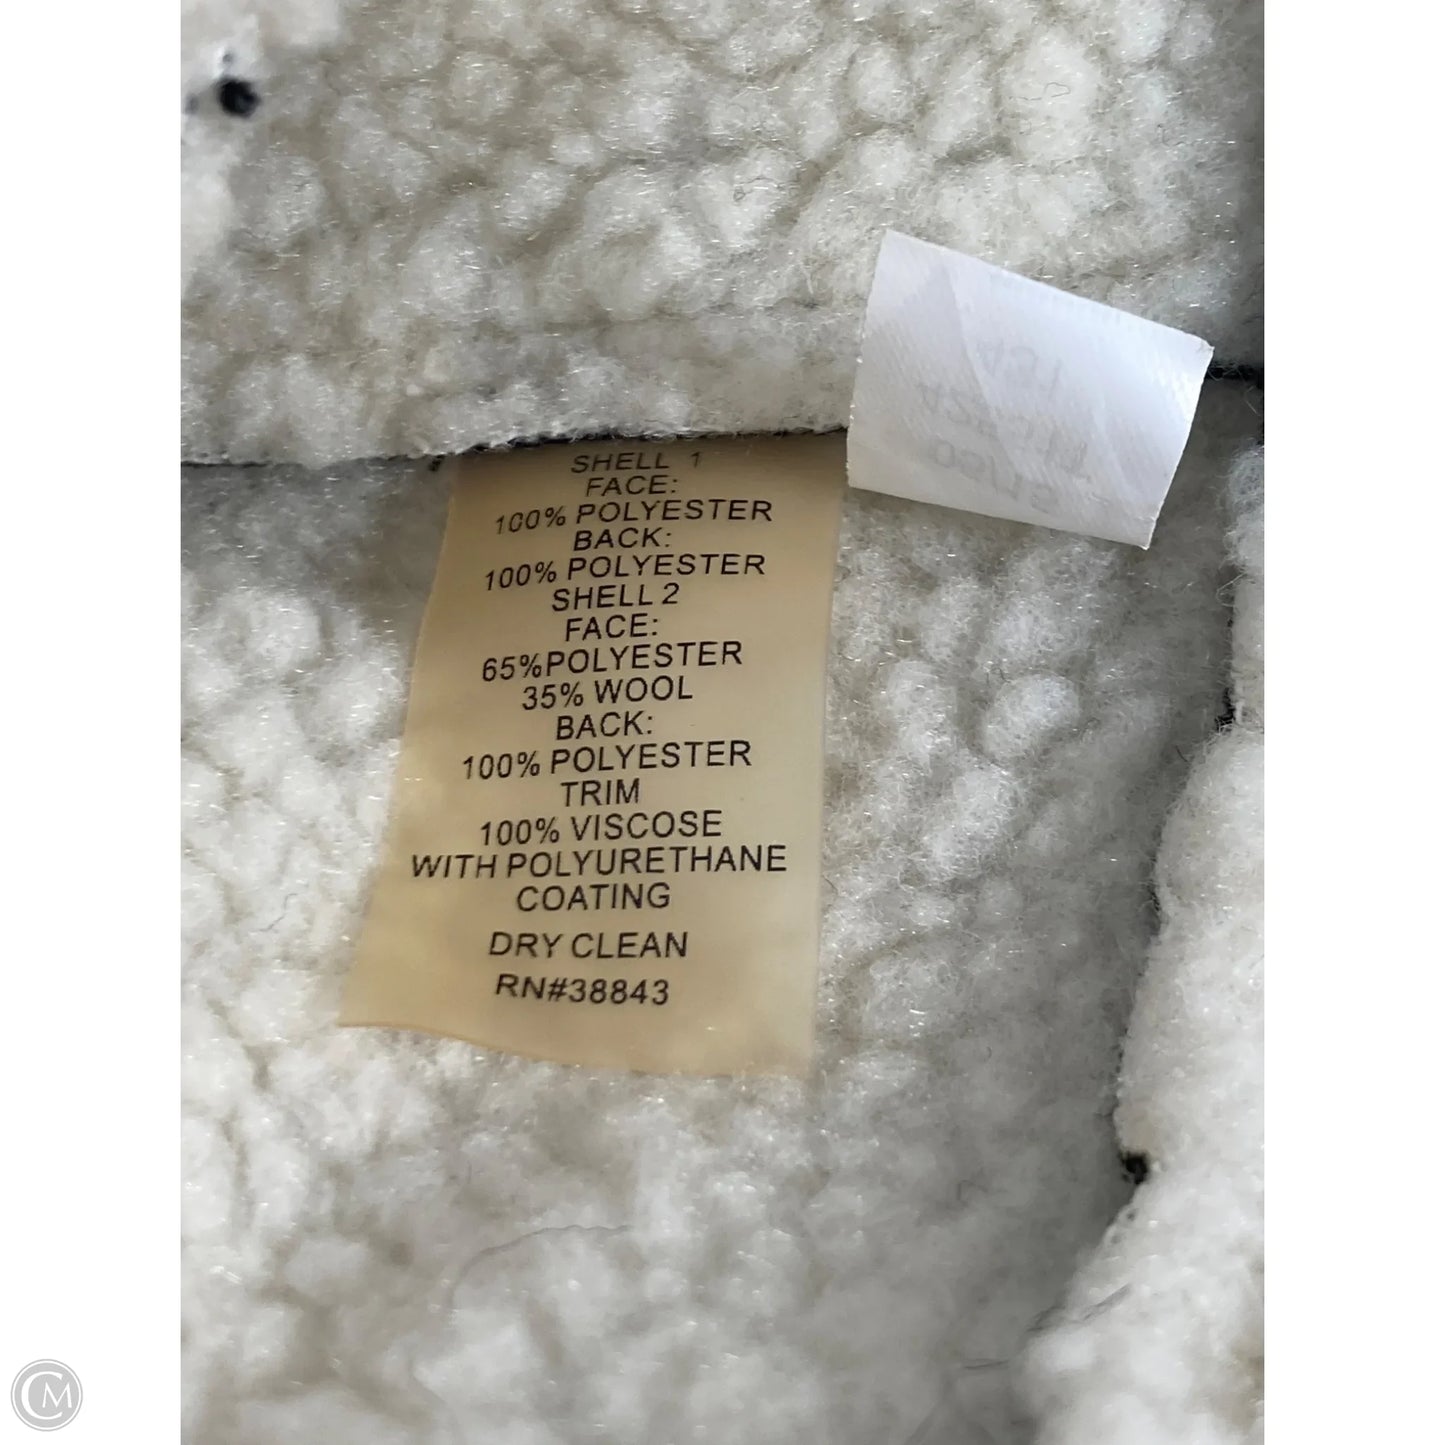 SHELL 1
FACE:
100% POLYESTER
BACK:
100% POLYESTER
SHELL 2
FACE:
65%POLYESTER
35% WOOL
BACK:
100% POLYESTER
TRIM
100% VISCOSE
WITH POLYURETHANE
COATING
DRY CLEAN
RN#38843
CM